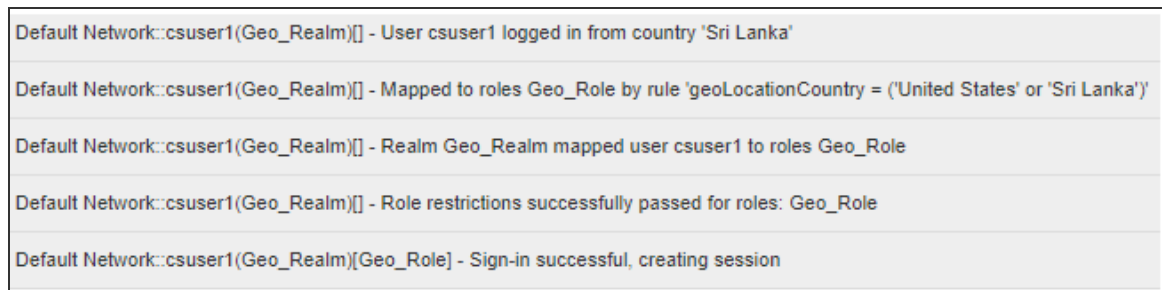 Default Network::csuser1(Geo_Realm)[] - User csuser1 logged in from country 'Sri Lanka'
Default Network::csuser1(Geo_Realm)[] - Mapped to roles Geo_Role by rule 'geoLocationCountry = ('United States' or 'Sri Lanka')'
Default Network::csuser1(Geo_Realm)[] - Realm Geo_Realm mapped user csuser1 to roles Geo_Role
Default Network::csuser1(Geo_Realm)[] - Role restrictions successfully passed for roles: Geo_Role
Default Network::csuser1(Geo_Realm)[Geo_Role] - Sign-in successful, creating session